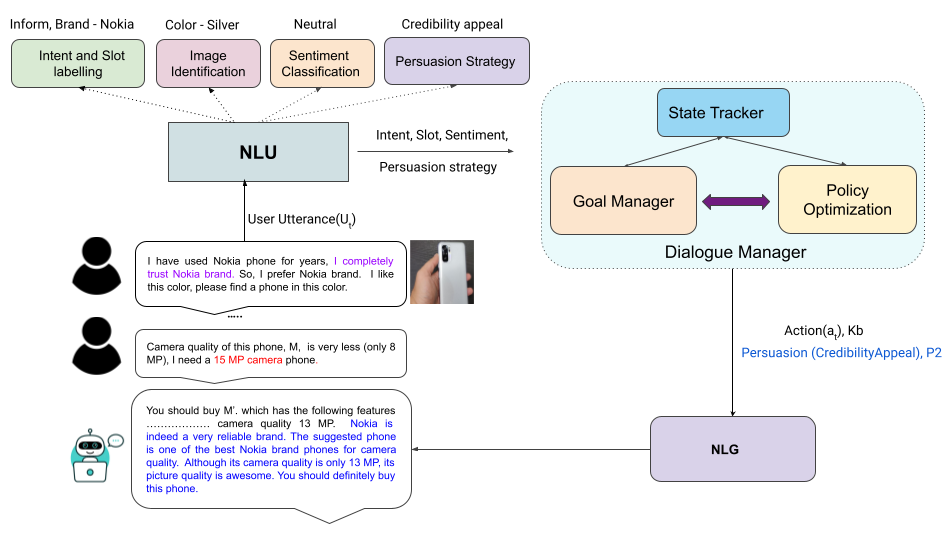 Inform, Brand - Nokia
Color - Silver
Neutral
Credibility appeal
Intent and Slot
labelling
Image
Identification
Sentiment
Classification
Persuasion Strategy
NLU
Intent, Slot, Sentiment,
Persuasion strategy
State Tracker
Goal Manager
Policy
Optimization
Dialogue Manager
User Utterance(Ut)
I have used Nokia phone for years, I completely
trust Nokia brand. So, I prefer Nokia brand. I like
this color, please find a phone in this color.
.....
Camera quality of this phone, M, is very less (only 8
MP), I need a 15 MP camera phone.
Action(at), Kb
Persuasion (CredibilityAppeal), P2
You should buy M'. which has the following features
.................. camera quality 13 MP. Nokia is
indeed a very reliable brand. The suggested phone
is one of the best Nokia brand phones for camera
quality. Although its camera quality is only 13 MP, its
picture quality is awesome. You should definitely buy
this phone.
NLG